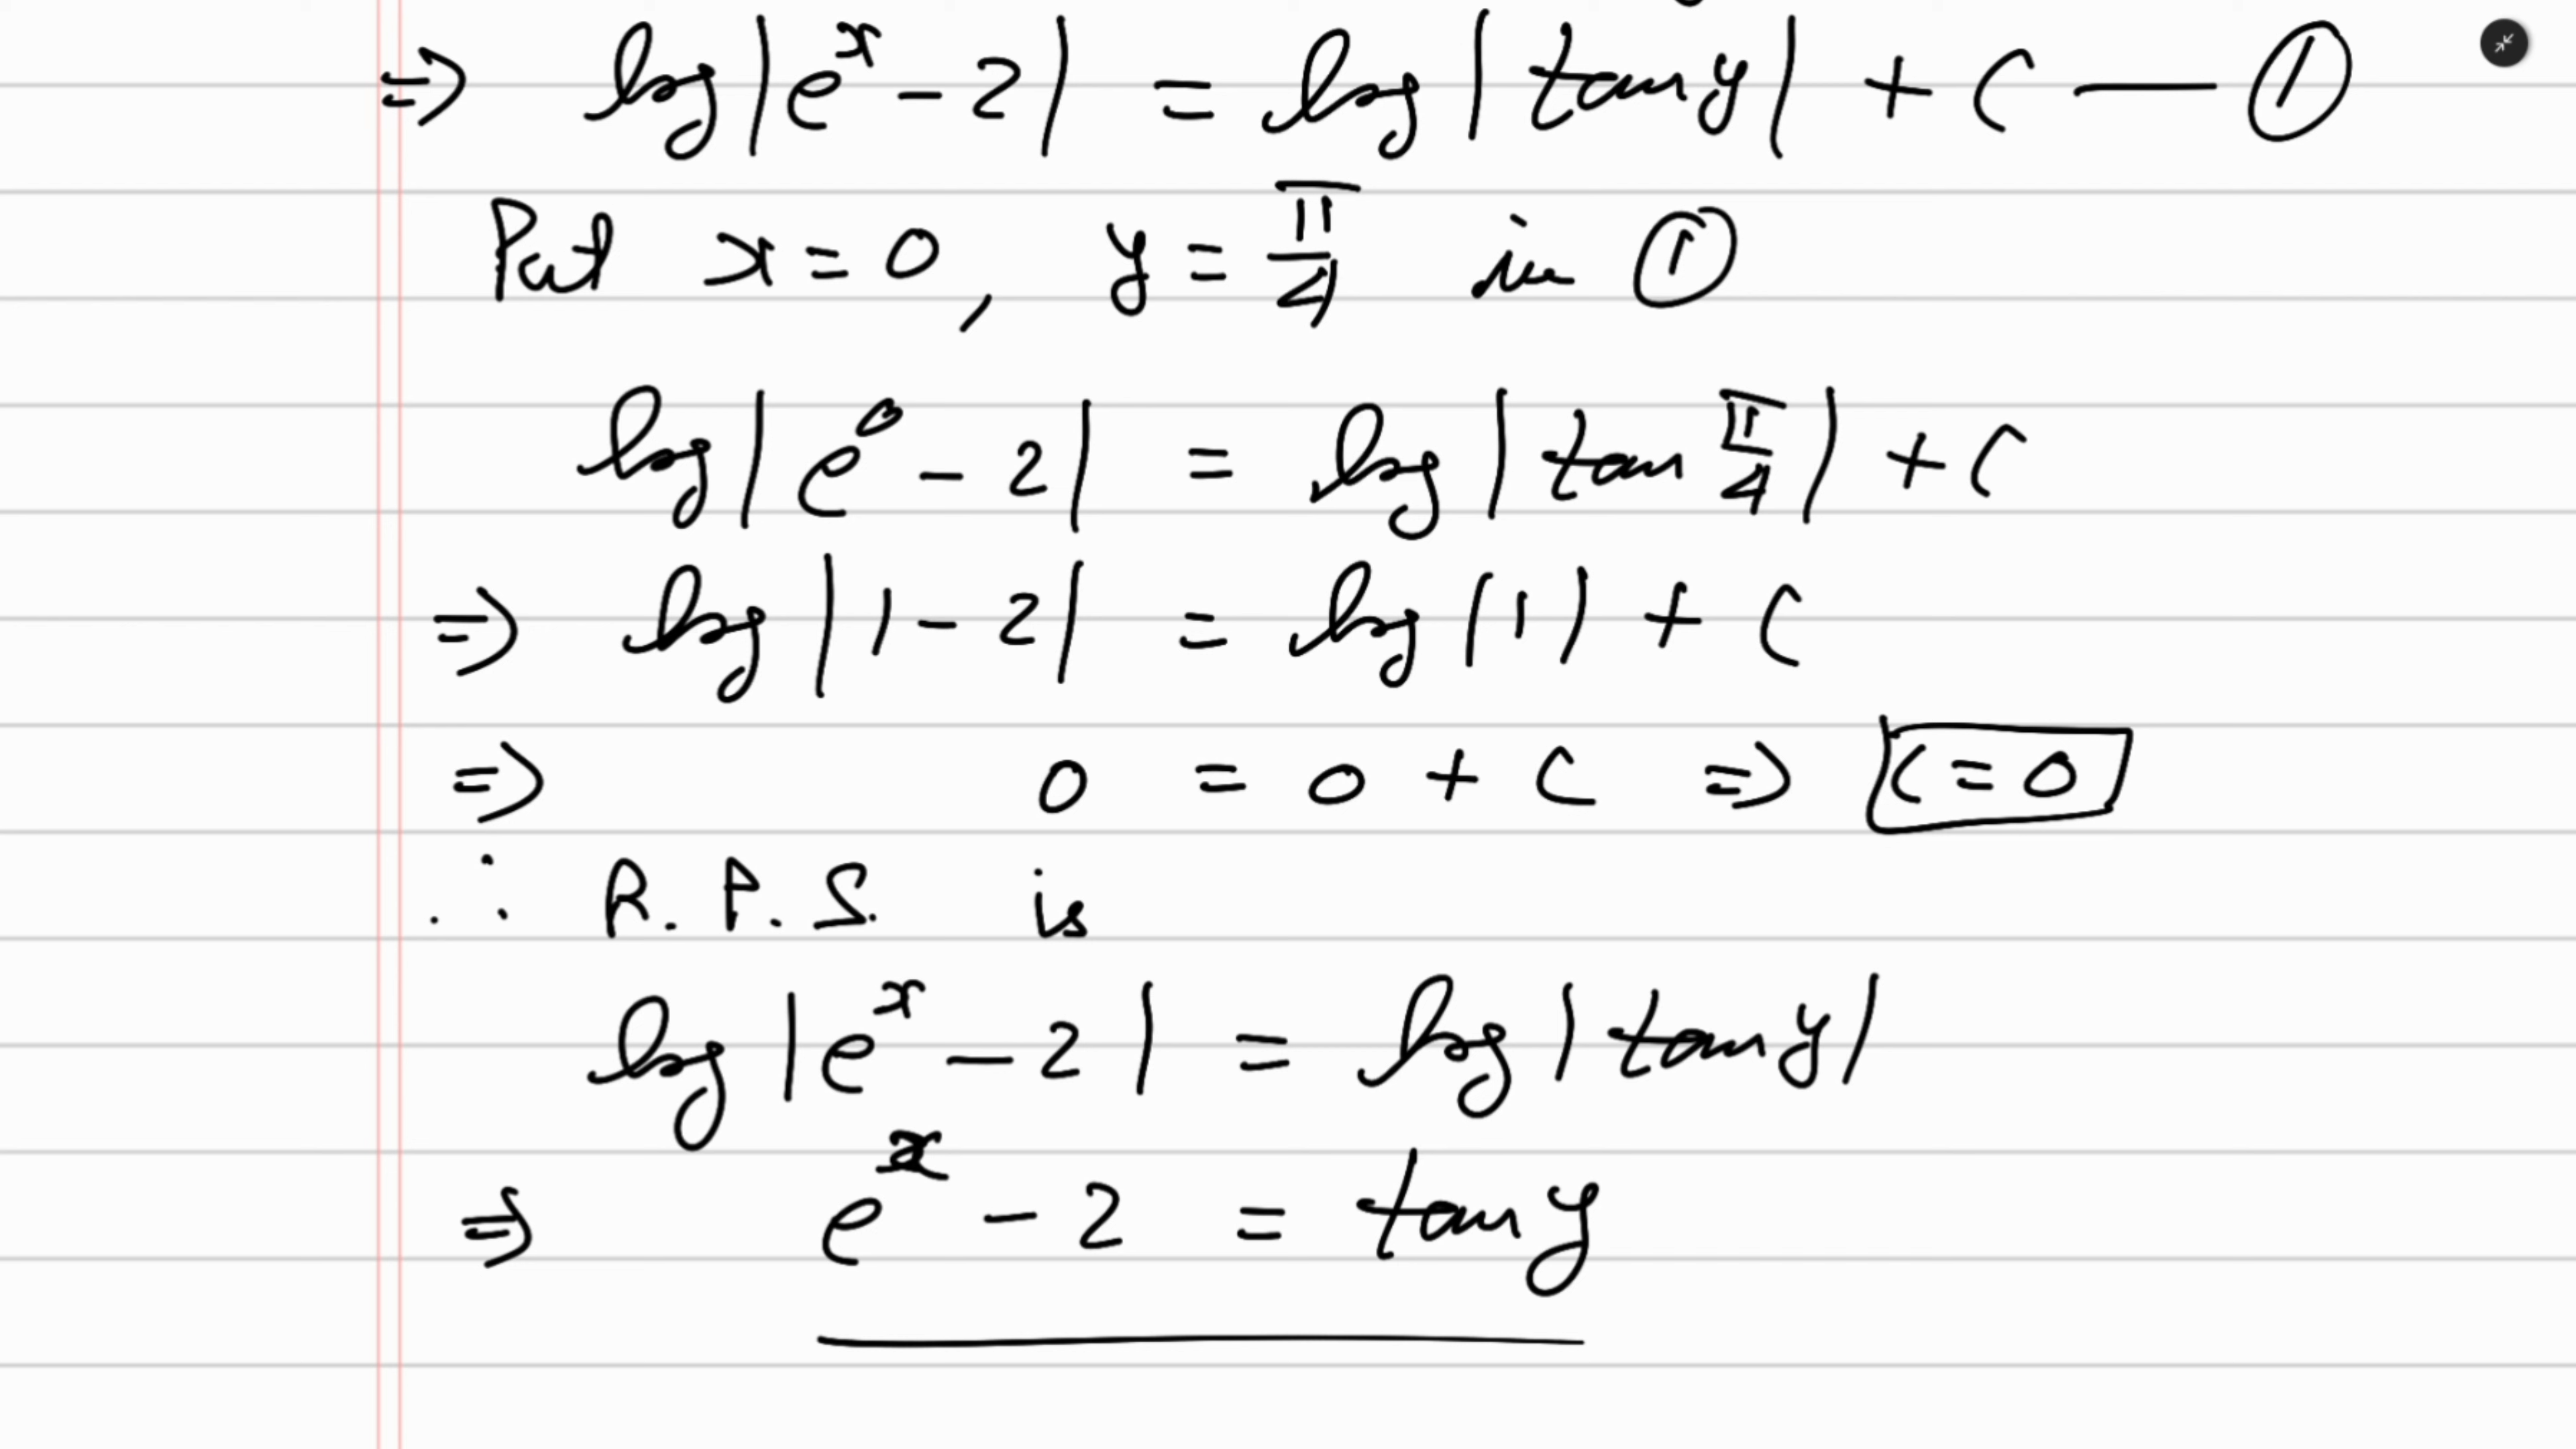 ⇒ log|eˣ - 2| = log|tan y| + C — ①
Put x = 0, y = π/4 in ①
log|e⁰ - 2| = log|tan π/4| + C
⇒ log|1 - 2| = log|1| + C
⇒ 0 = 0 + C ⇒ C = 0
∴ R.P.S. is
log|eˣ - 2| = log|tan y|
⇒ eˣ - 2 = tan y